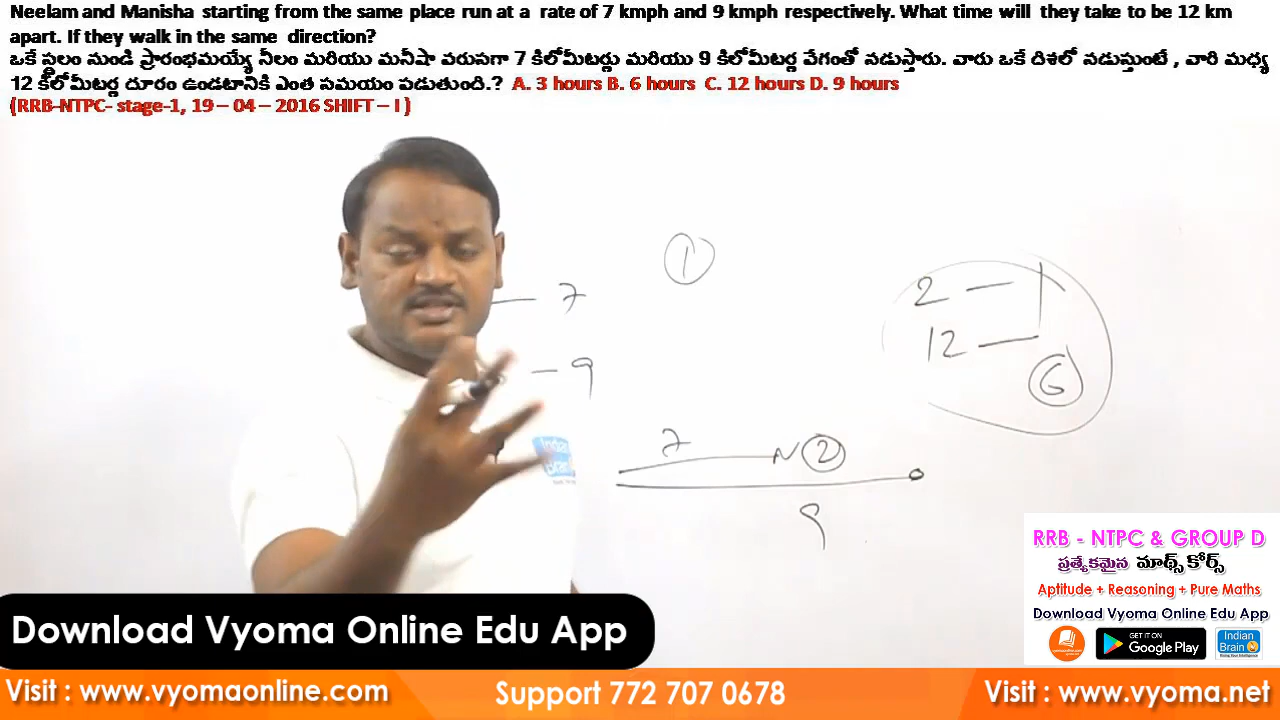 Neelam and Manisha starting from the same place run at a rate of 7 kmph and 9 kmph respectively. What time will they take to be 12 km
apart. If they walk in the same direction?
ఒకే స్థలం నుండి ప్రారంభమయ్యే నీలం మరియు మనీషా వరుసగా 7 కిలోమీటర్లు మరియు 9 కిలోమీటర్ల వేగంతో నడుస్తారు. వారు ఒకే దిశలో నడుస్తుంటే , వారి మధ్య
12 కిలోమీటర్ల దూరం ఉండటానికి ఎంత సమయం పడుతుంది.? A. 3 hours B. 6 hours C. 12 hours D. 9 hours
(RRB-NTPC- stage-1, 19 – 04 – 2016 SHIFT – I )
1
— 7
— 9
2 — 1
12 —
6
7 N 2
9
RRB - NTPC & GROUP D
ప్రత్యేకమైన మాథ్స్ కోర్స్
Aptitude + Reasoning + Pure Maths
Download Vyoma Online Edu App
GET IT ON
Google Play
Indian
Brain
Download Vyoma Online Edu App
Visit : www.vyomaonline.com
Support 772 707 0678
Visit : www.vyoma.net